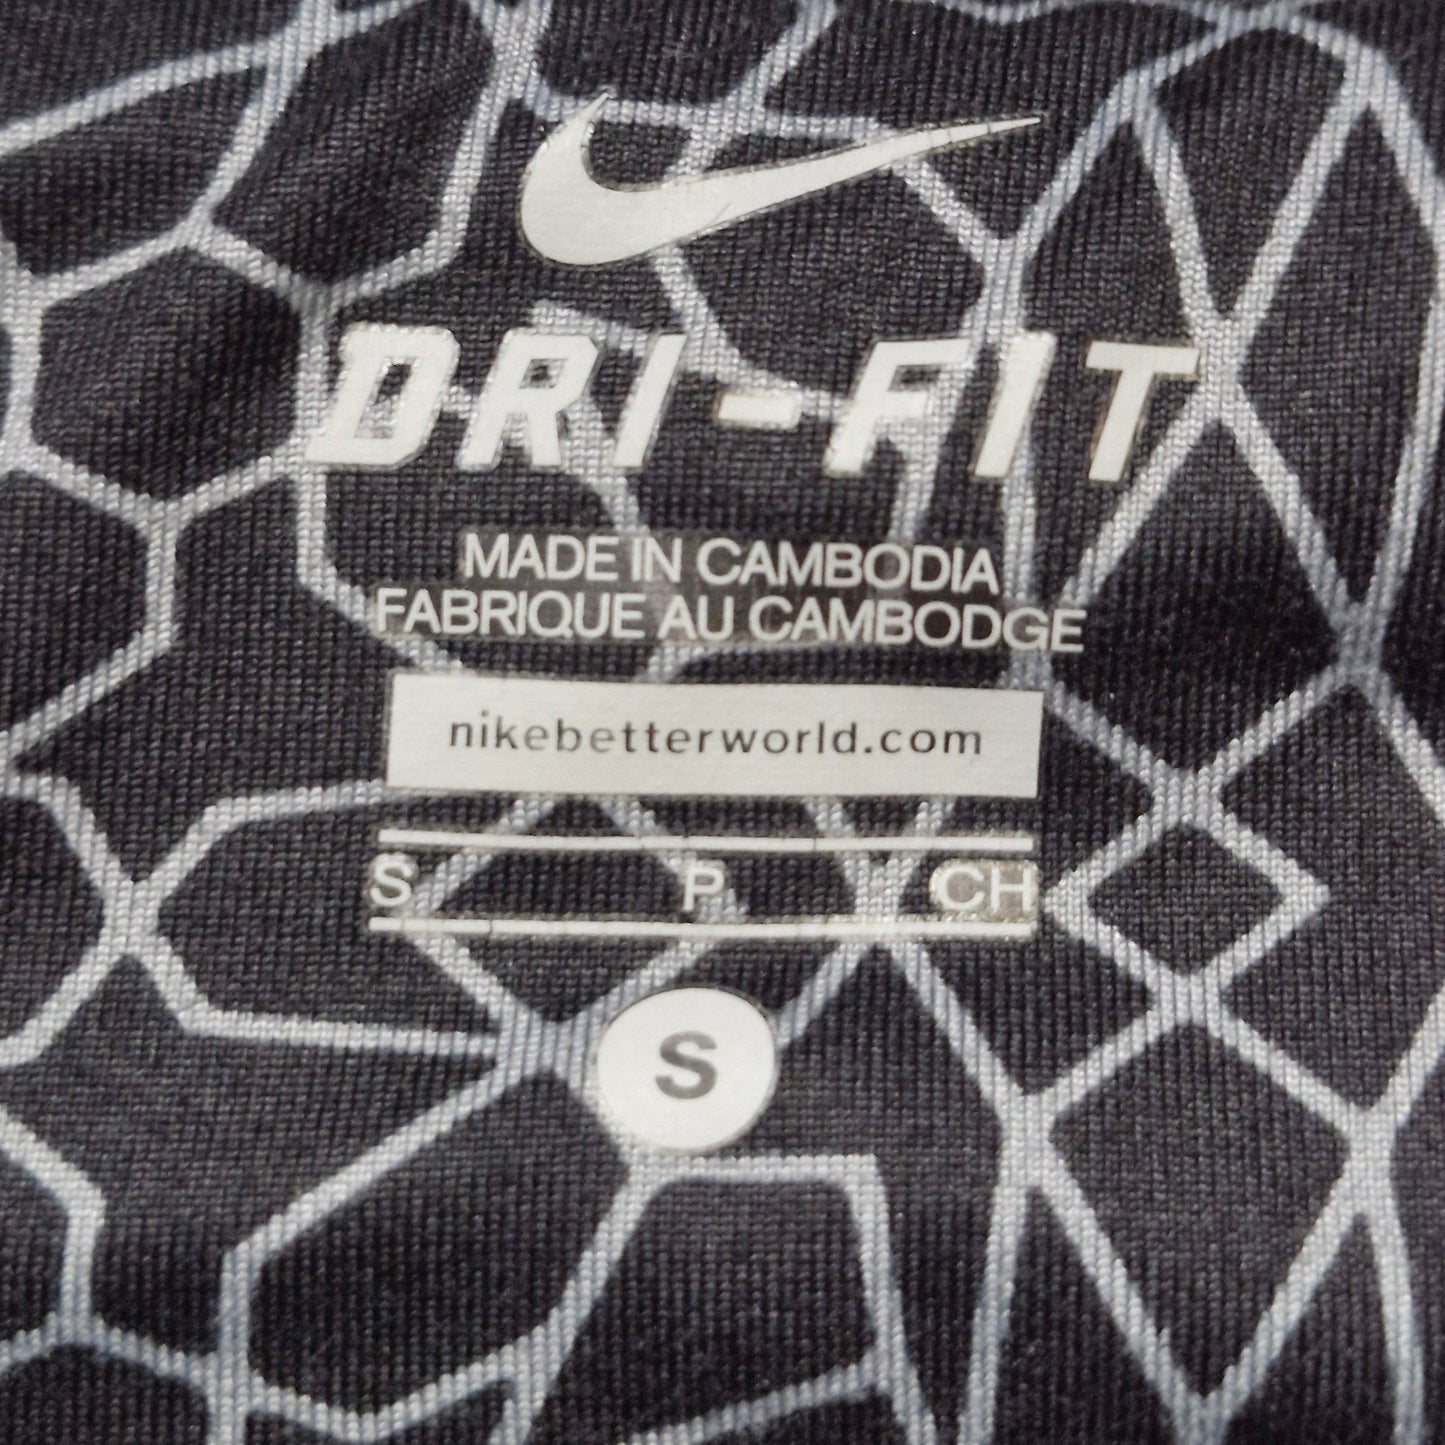 DRI-FIT
MADE IN CAMBODIA
FABRIQUE AU CAMBODGE
nikebetterworld.com
S P CH
S